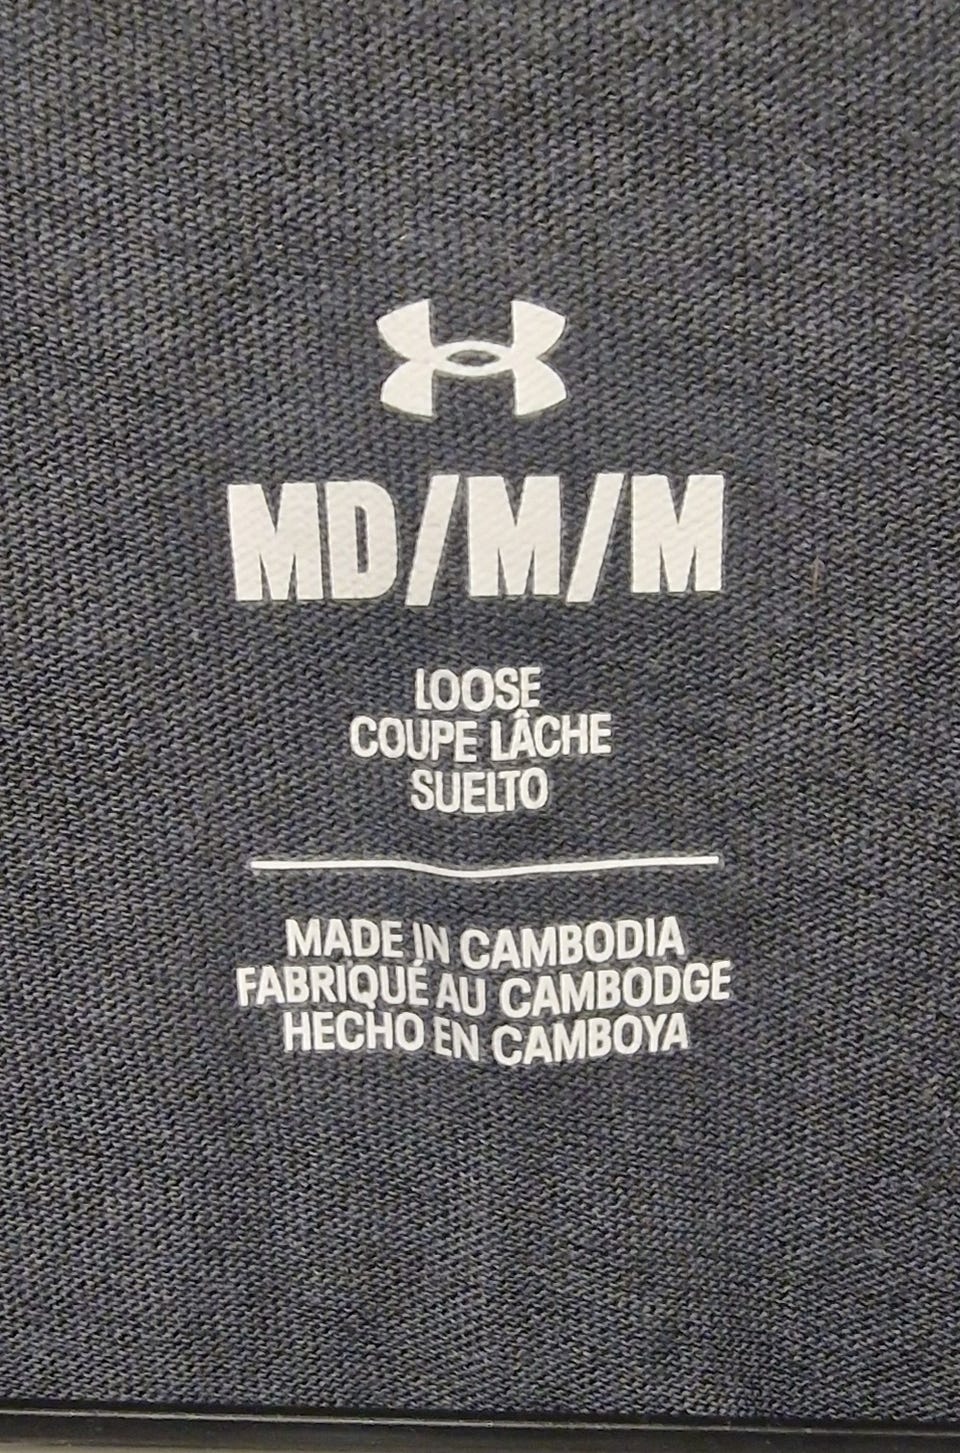 MD/M/M
LOOSE
COUPE LÂCHE
SUELTO
MADE IN CAMBODIA
FABRIQUÉ AU CAMBODGE
HECHO EN CAMBOYA